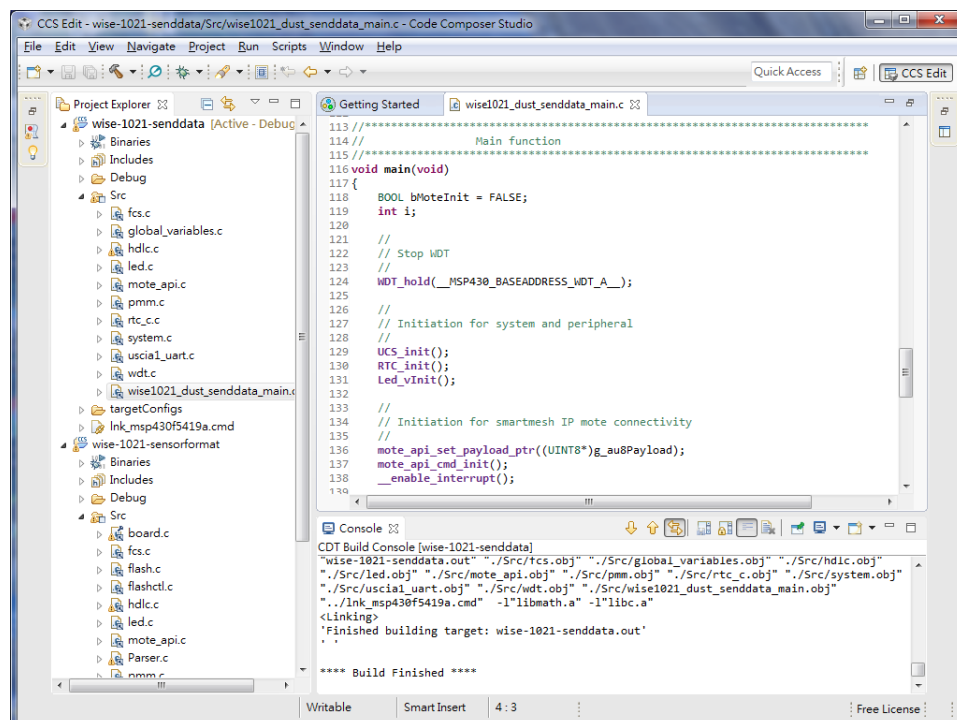 CCS Edit - wise-1021-senddata/Src/wise1021_dust_senddata_main.c - Code Composer Studio
File Edit View Navigate Project Run Scripts Window Help
Quick Access CCS Edit
Project Explorer
wise-1021-senddata [Active - Debug
Binaries
Includes
Debug
Src
fcs.c
global_variables.c
hdlc.c
led.c
mote_api.c
pmm.c
rtc_c.c
system.c
uscia1_uart.c
wdt.c
wise1021_dust_senddata_main.c
targetConfigs
lnk_msp430f5419a.cmd
wise-1021-sensorformat
Binaries
Includes
Debug
Src
board.c
fcs.c
flash.c
flashctl.c
hdlc.c
led.c
mote_api.c
Parser.c
pmm.c
Getting Started wise1021_dust_senddata_main.c
113 //*****************************************************************************
114 // Main function
115 //*****************************************************************************
116 void main(void)
117 {
118 BOOL bMoteInit = FALSE;
119 int i;
120
121 //
122 // Stop WDT
123 //
124 WDT_hold(__MSP430_BASEADDRESS_WDT_A__);
125
126 //
127 // Initiation for system and peripheral
128 //
129 UCS_init();
130 RTC_init();
131 Led_vInit();
132
133 //
134 // Initiation for smartmesh IP mote connectivity
135 //
136 mote_api_set_payload_ptr((UINT8*)g_au8Payload);
137 mote_api_cmd_init();
138 __enable_interrupt();
139
Console
CDT Build Console [wise-1021-senddata]
"wise-1021-senddata.out" "./Src/fcs.obj" "./Src/global_variables.obj" "./Src/hdlc.obj"
"./Src/led.obj" "./Src/mote_api.obj" "./Src/pmm.obj" "./Src/rtc_c.obj" "./Src/system.obj"
"./Src/uscia1_uart.obj" "./Src/wdt.obj" "./Src/wise1021_dust_senddata_main.obj"
"../lnk_msp430f5419a.cmd" -l"libmath.a" -l"libc.a"
<Linking>
'Finished building target: wise-1021-senddata.out'
' '
**** Build Finished ****
Writable Smart Insert 4 : 3 Free License